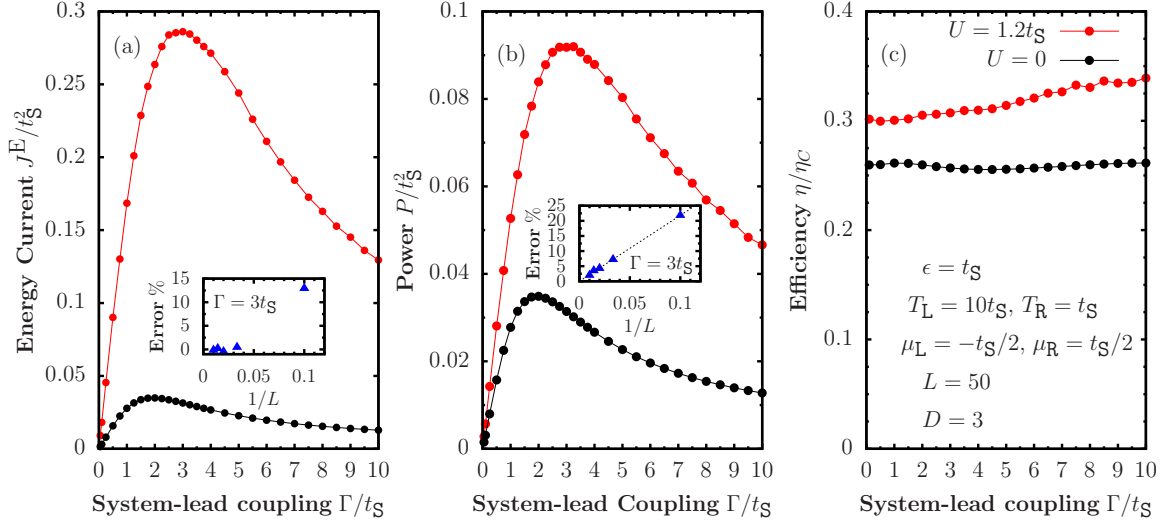 (a)
Energy Current J^E/t_S^2
0.3
0.25
0.2
0.15
0.1
0.05
0
0 1 2 3 4 5 6 7 8 9 10
System-lead coupling Γ/t_S
Error %
15
10
5
0
Γ = 3t_S
0 0.05 0.1
1/L
(b)
Power P/t_S^2
0.1
0.08
0.06
0.04
0.02
0
0 1 2 3 4 5 6 7 8 9 10
System-lead Coupling Γ/t_S
Error %
25
20
15
10
5
0
Γ = 3t_S
0.05 0.1
1/L
(c)
U = 1.2t_S
U = 0
Efficiency η/η_C
0.4
0.3
0.2
0.1
0
ϵ = t_S
T_L = 10t_S, T_R = t_S
μ_L = −t_S/2, μ_R = t_S/2
L = 50
D = 3
0 1 2 3 4 5 6 7 8 9 10
System-lead coupling Γ/t_S